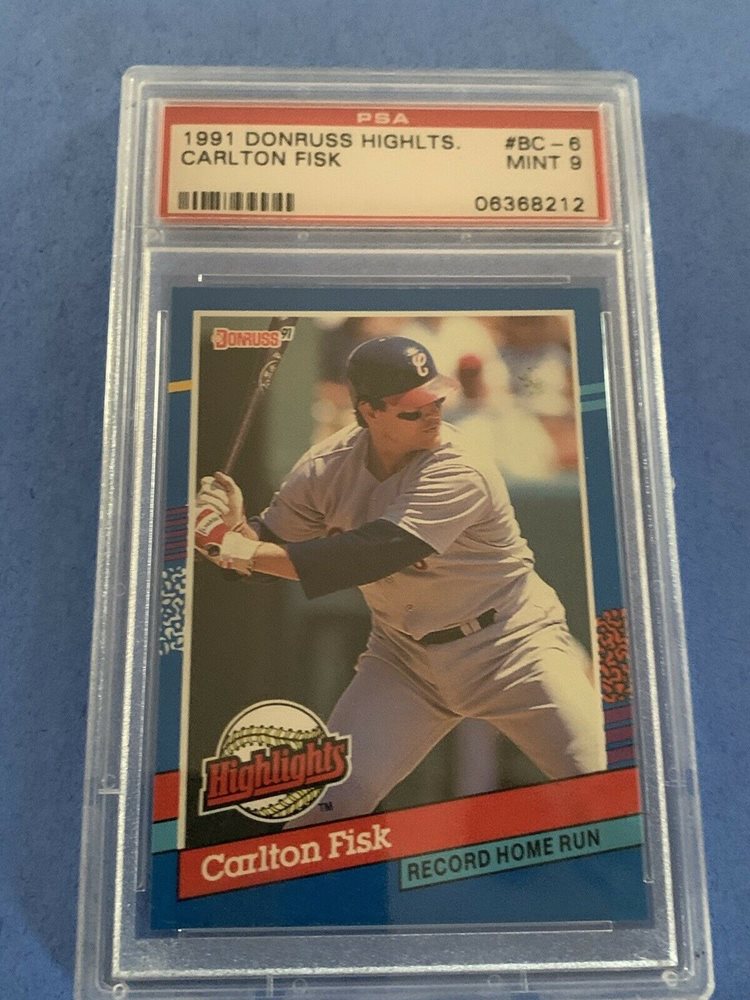 PSA
1991 DONRUSS HIGHLTS. #BC-6
CARLTON FISK MINT 9
06368212
DONRUSS 91
C
Highlights
TM
Carlton Fisk
RECORD HOME RUN